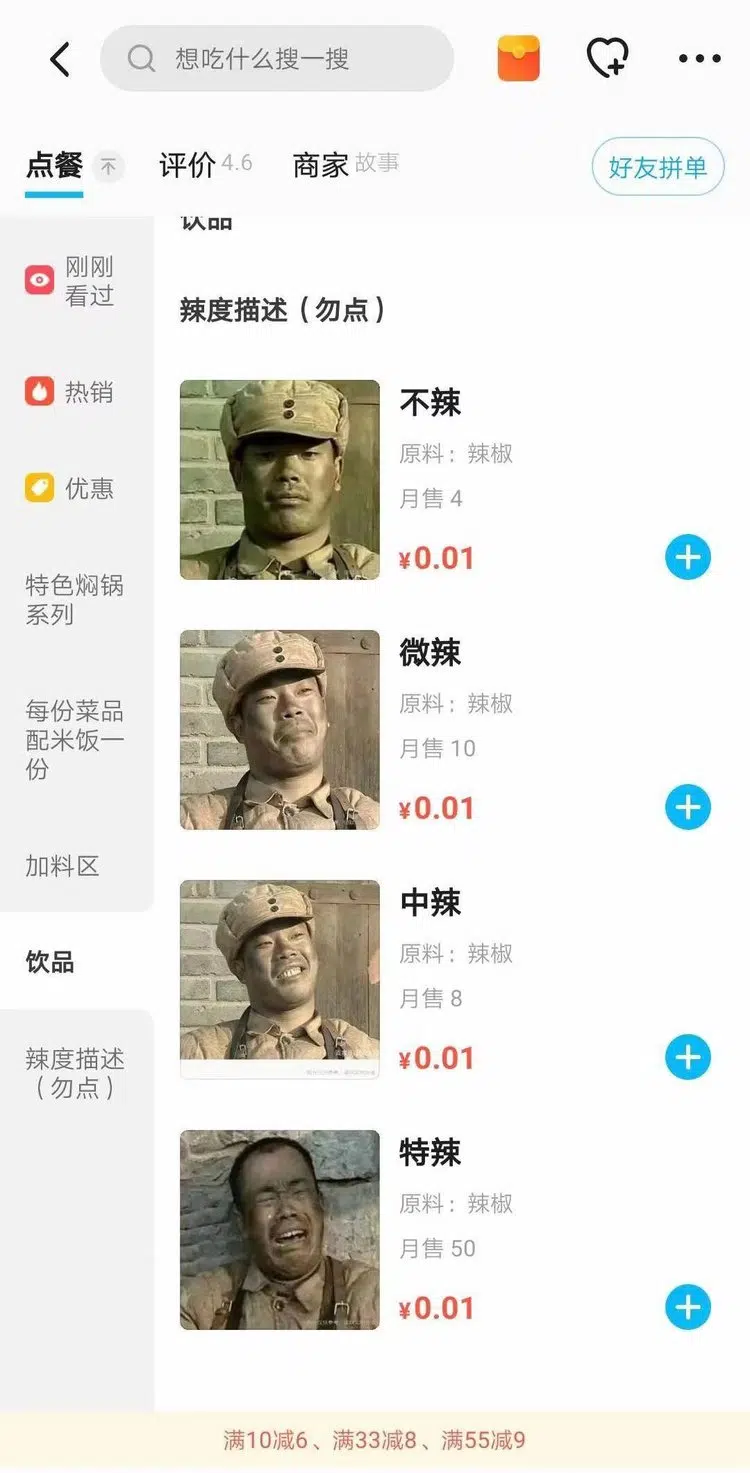 想吃什么搜一搜
点餐
评价 4.6
商家 故事
好友拼单
饮品
刚刚
看过
热销
优惠
特色焖锅
系列
每份菜品
配米饭一
份
加料区
饮品
辣度描述
（勿点）
辣度描述（勿点）
不辣
原料：辣椒
月售 4
¥0.01
微辣
原料：辣椒
月售 10
¥0.01
中辣
原料：辣椒
月售 8
¥0.01
特辣
原料：辣椒
月售 50
¥0.01
满10减6、满33减8、满55减9